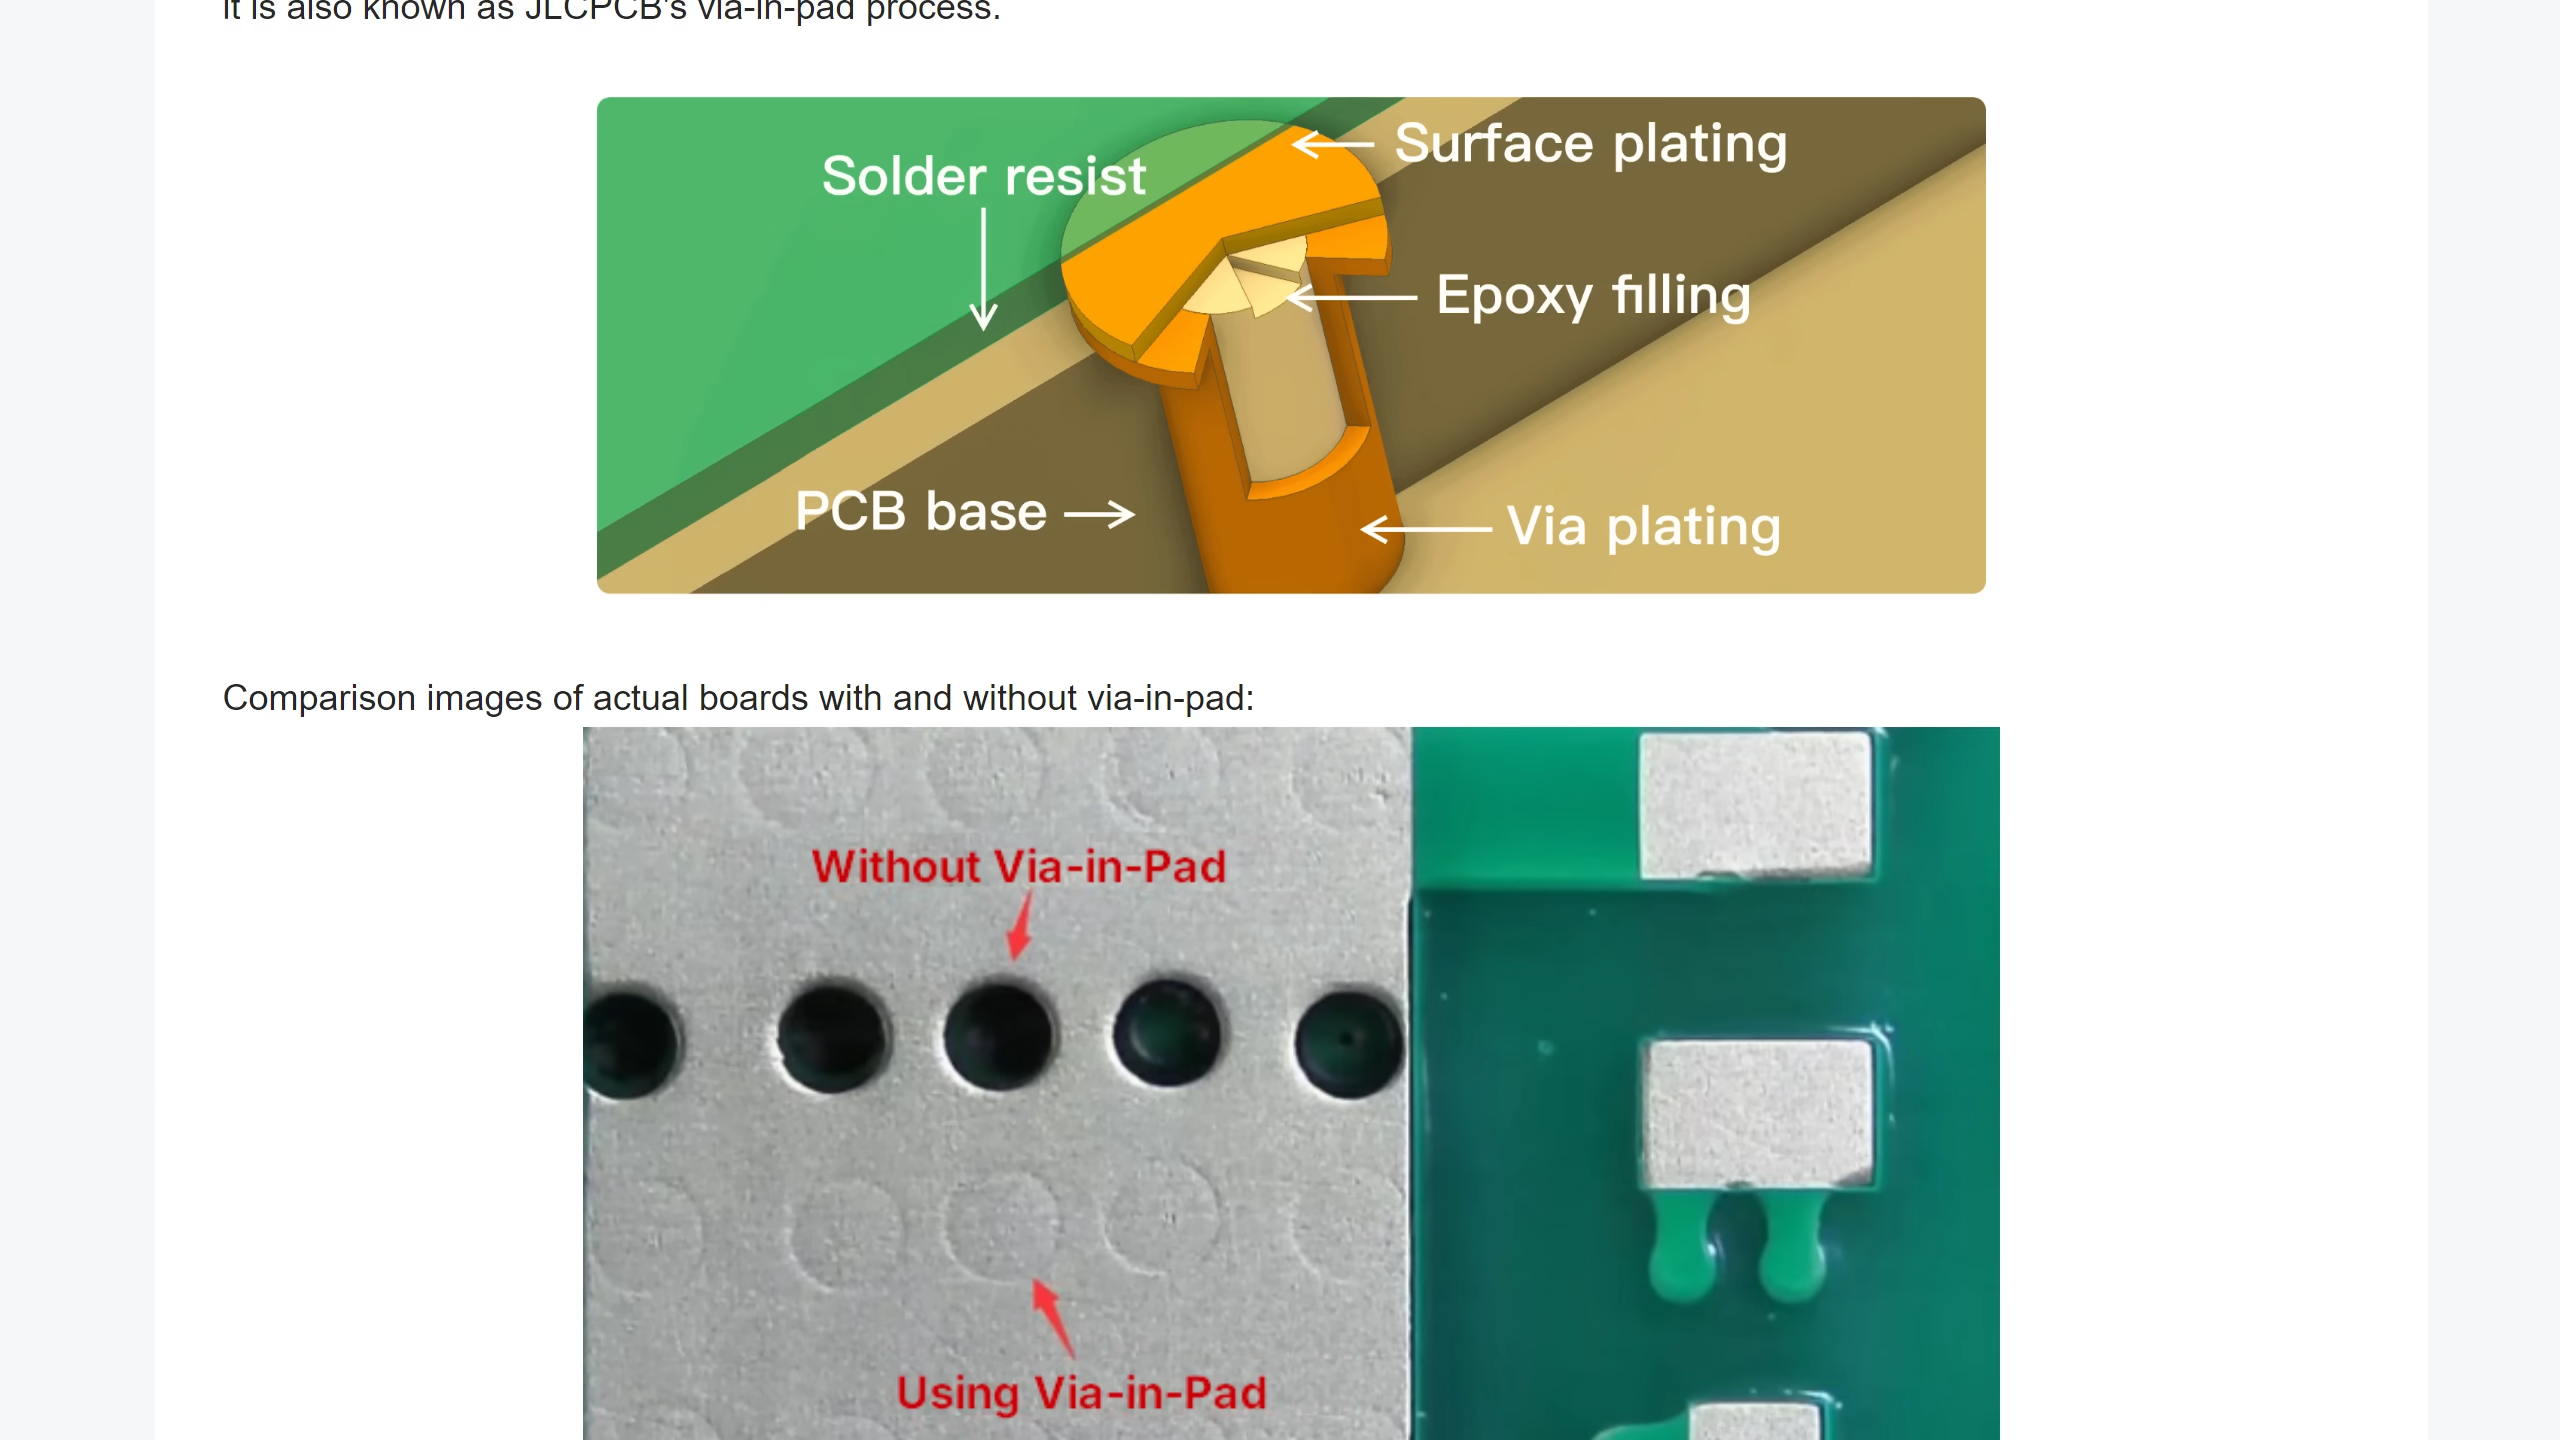 It is also known as JLCPCB's via-in-pad process.
Surface plating
Solder resist
Epoxy filling
PCB base
Via plating
Comparison images of actual boards with and without via-in-pad:
Without Via-in-Pad
Using Via-in-Pad